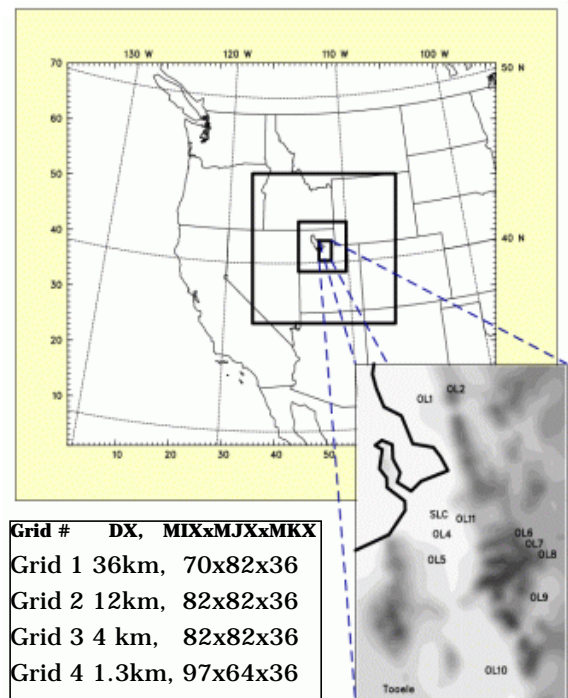 130 W 120 W 110 W 100 W
70
50 N
60
50
40
40 N
30
20
10
10 20 30 40 50
OL1 OL2
SLC OL11
OL4
OL6
OL7
OL8
OL5
OL9
OL10
Tooele
Grid # DX, MIXxMJXxMKX
Grid 1 36km, 70x82x36
Grid 2 12km, 82x82x36
Grid 3 4 km, 82x82x36
Grid 4 1.3km, 97x64x36